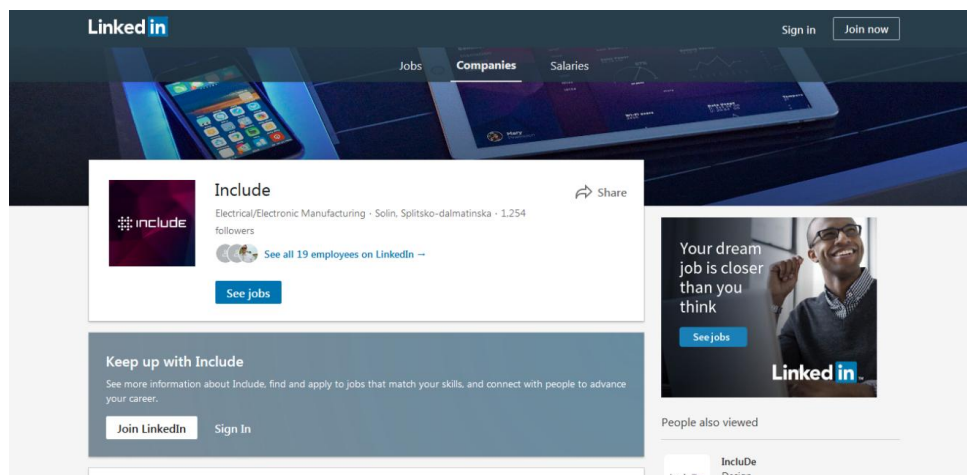 Linked in
Sign in
Join now
Jobs
Companies
Salaries
Mary
include
Include
Share
Electrical/Electronic Manufacturing · Solin, Splitsko-dalmatinska · 1.254
followers
See all 19 employees on LinkedIn →
See jobs
Your dream
job is closer
than you
think
See jobs
Linked in
Keep up with Include
See more information about Include, find and apply to jobs that match your skills, and connect with people to advance
your career.
Join LinkedIn
Sign In
People also viewed
IncluDe